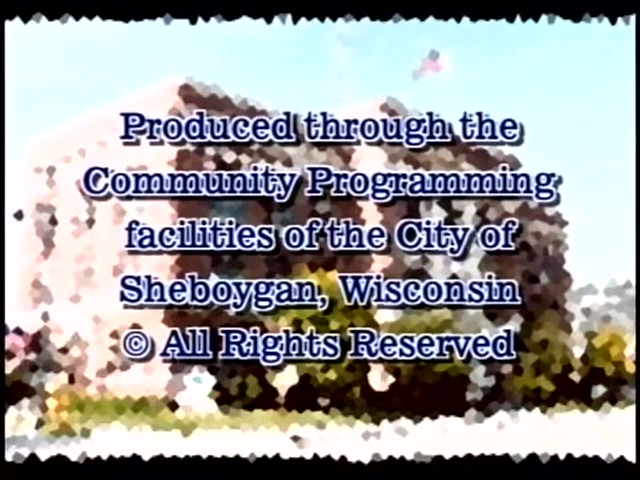 Produced through the
Community Programming
facilities of the City of
Sheboygan, Wisconsin
© All Rights Reserved